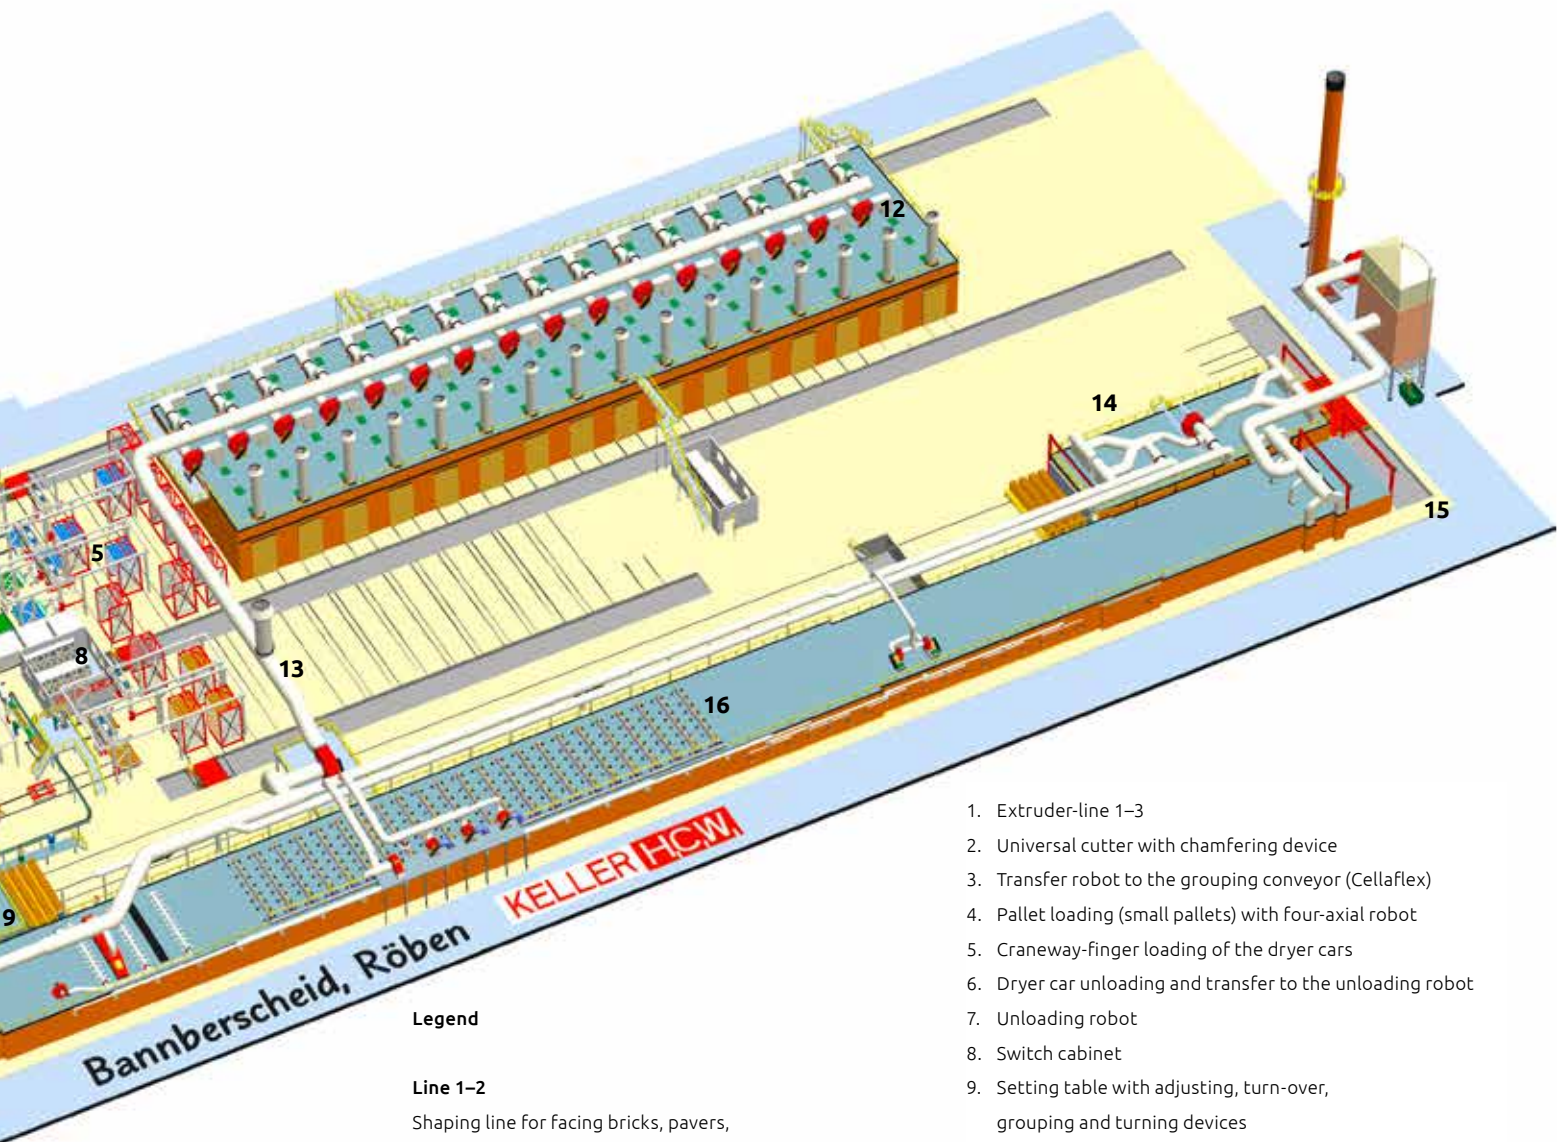 12
14
15
5
8
13
16
9
KELLER H.C.W.
Bannberscheid, Röben
Legend
Line 1–2
Shaping line for facing bricks, pavers,
1. Extruder-line 1–3
2. Universal cutter with chamfering device
3. Transfer robot to the grouping conveyor (Cellaflex)
4. Pallet loading (small pallets) with four-axial robot
5. Craneway-finger loading of the dryer cars
6. Dryer car unloading and transfer to the unloading robot
7. Unloading robot
8. Switch cabinet
9. Setting table with adjusting, turn-over,
grouping and turning devices